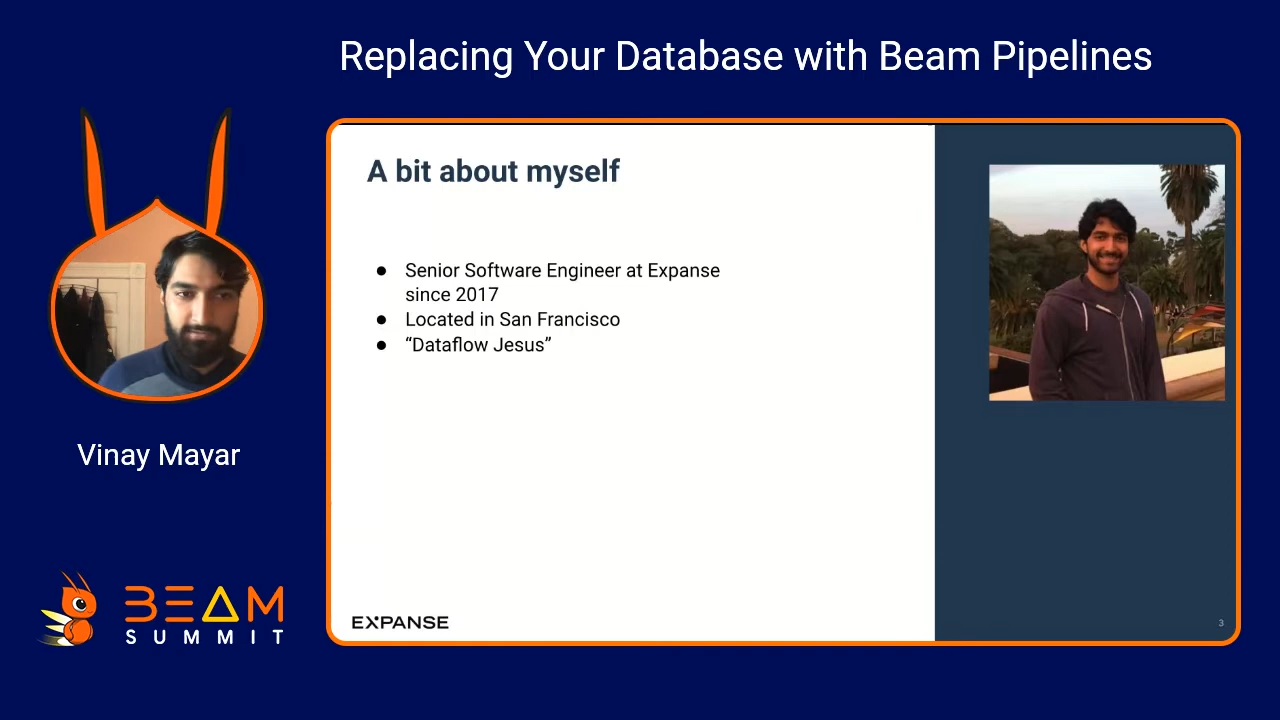 Replacing Your Database with Beam Pipelines
A bit about myself
● Senior Software Engineer at Expanse
since 2017
● Located in San Francisco
● “Dataflow Jesus”
EXPANSE
3
Vinay Mayar
BEAM
SUMMIT